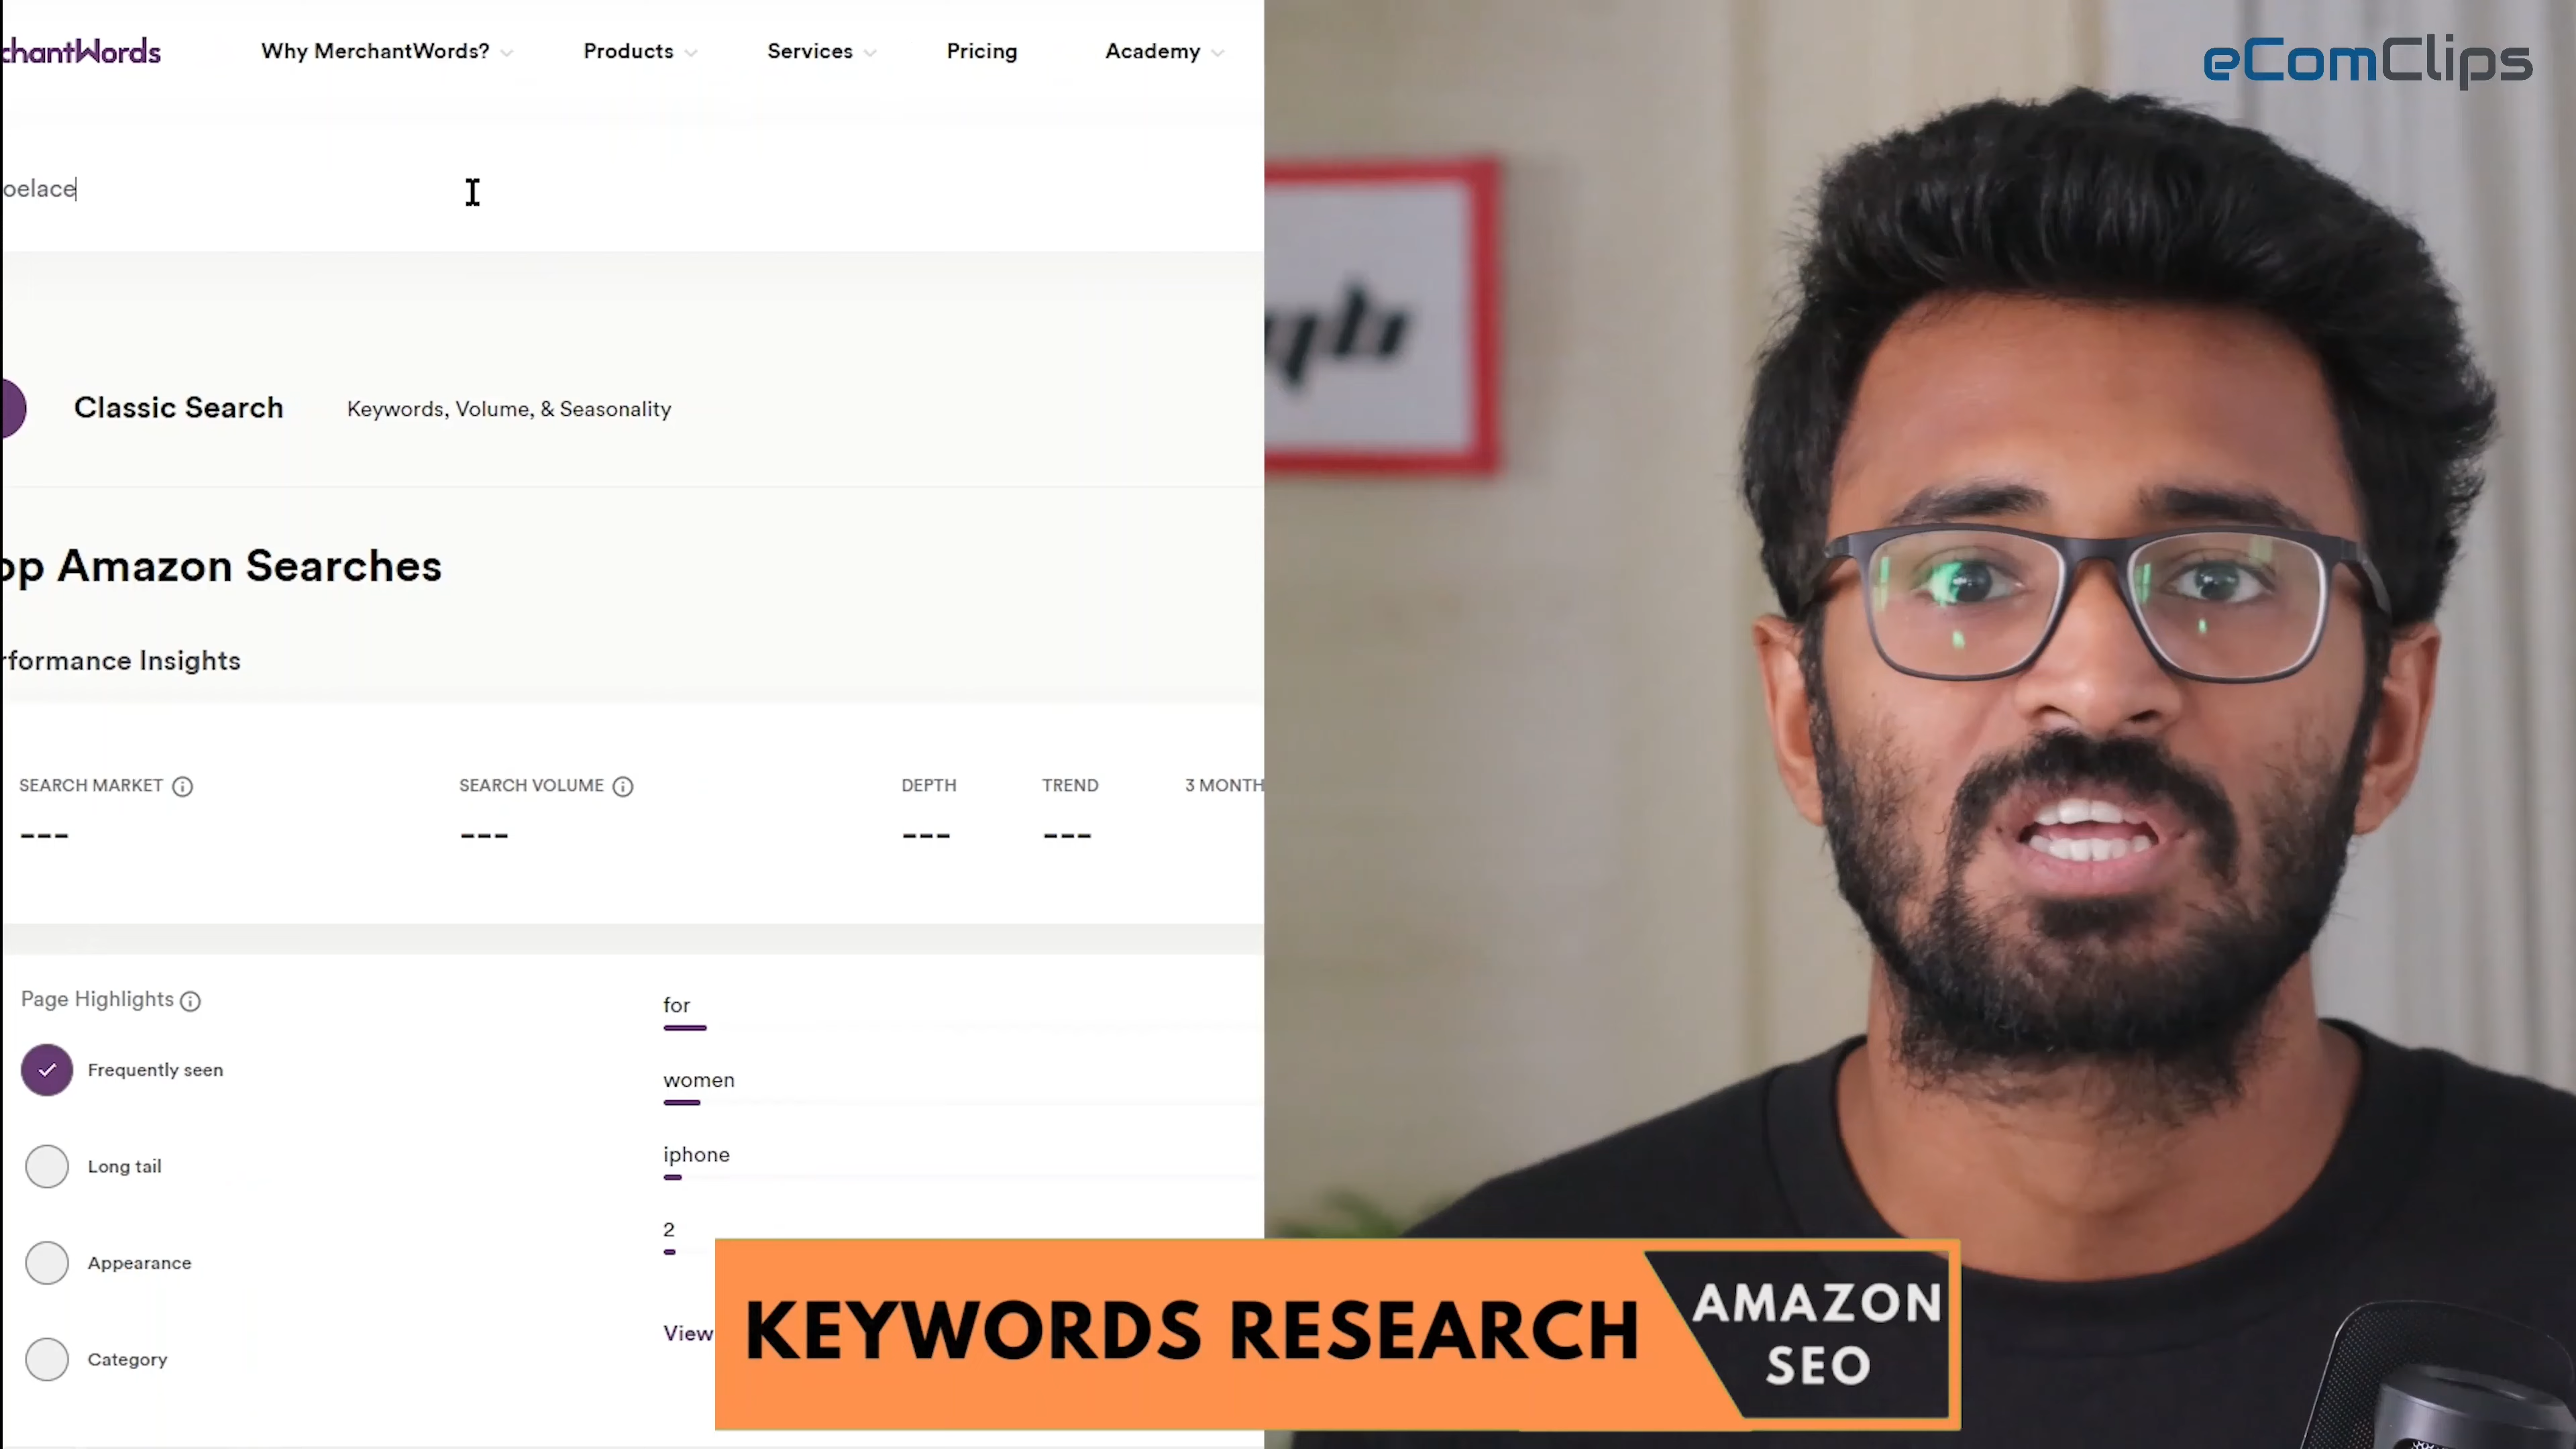 chantWords
Why MerchantWords?
Products
Services
Pricing
Academy
eComClips
oelace
Classic Search
Keywords, Volume, & Seasonality
op Amazon Searches
rformance Insights
SEARCH MARKET
SEARCH VOLUME
DEPTH
TREND
3 MONTH
---
---
---
---
Page Highlights
Frequently seen
Long tail
Appearance
Category
for
women
iphone
2
View
KEYWORDS RESEARCH
AMAZON
SEO